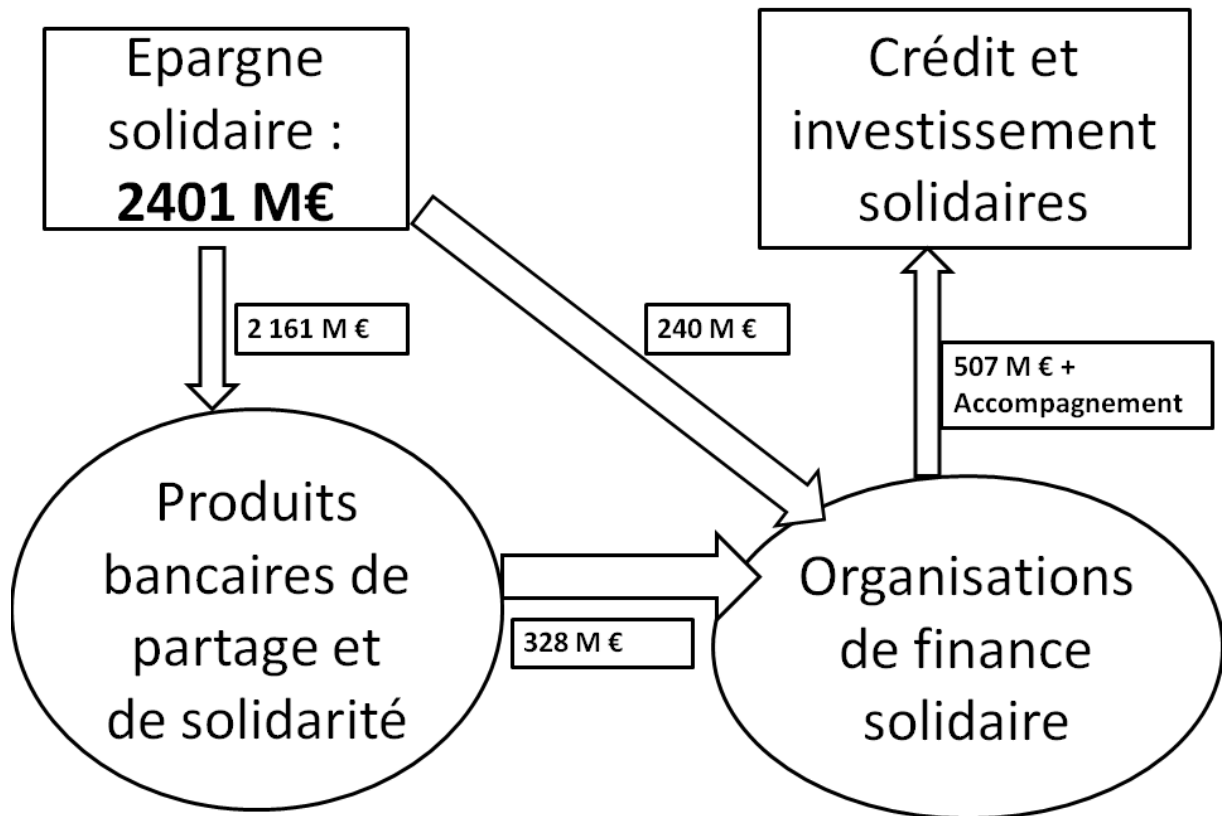 Epargne
solidaire :
2401 M€
Crédit et
investissement
solidaires
2 161 M €
240 M €
507 M € +
Accompagnement
Produits
bancaires de
partage et
de solidarité
328 M €
Organisations
de finance
solidaire